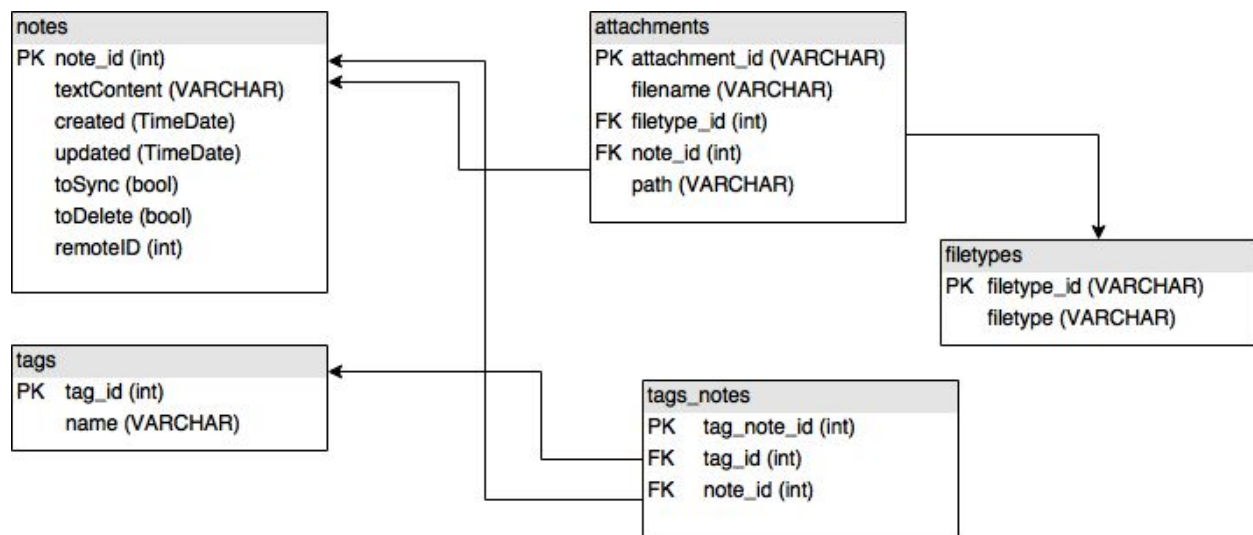 notes
PK note_id (int)
textContent (VARCHAR)
created (TimeDate)
updated (TimeDate)
toSync (bool)
toDelete (bool)
remoteID (int)
attachments
PK attachment_id (VARCHAR)
filename (VARCHAR)
FK filetype_id (int)
FK note_id (int)
path (VARCHAR)
filetypes
PK filetype_id (VARCHAR)
filetype (VARCHAR)
tags
PK tag_id (int)
name (VARCHAR)
tags_notes
PK tag_note_id (int)
FK tag_id (int)
FK note_id (int)